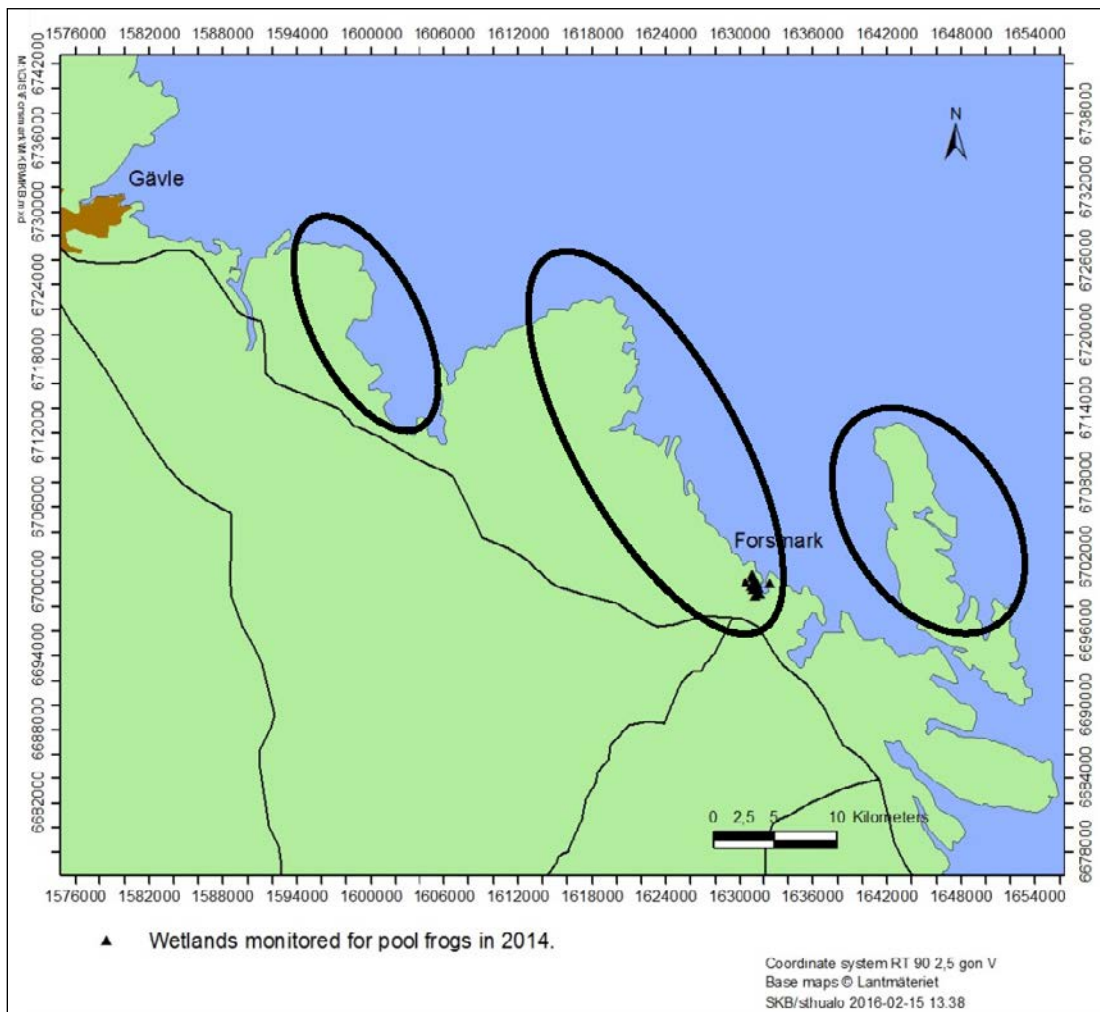 1576000 1582000 1588000 1594000 1600000 1606000 1612000 1618000 1624000 1630000 1636000 1642000 1648000 1654000
6742000
6736000
6730000
6724000
6718000
6712000
6706000
6700000
6694000
6688000
6682000
N
Gävle
Forsmark
0 2,5 5 10 Kilometers
6738000
6732000
6726000
6720000
6714000
6708000
6702000
6696000
6690000
6684000
6678000
1576000 1582000 1588000 1594000 1600000 1606000 1612000 1618000 1624000 1630000 1636000 1642000 1648000 1654000
Wetlands monitored for pool frogs in 2014.
Coordinate system RT 90 2,5 gon V
Base maps © Lantmäteriet
SKB/sthualo 2016-02-15 13.38